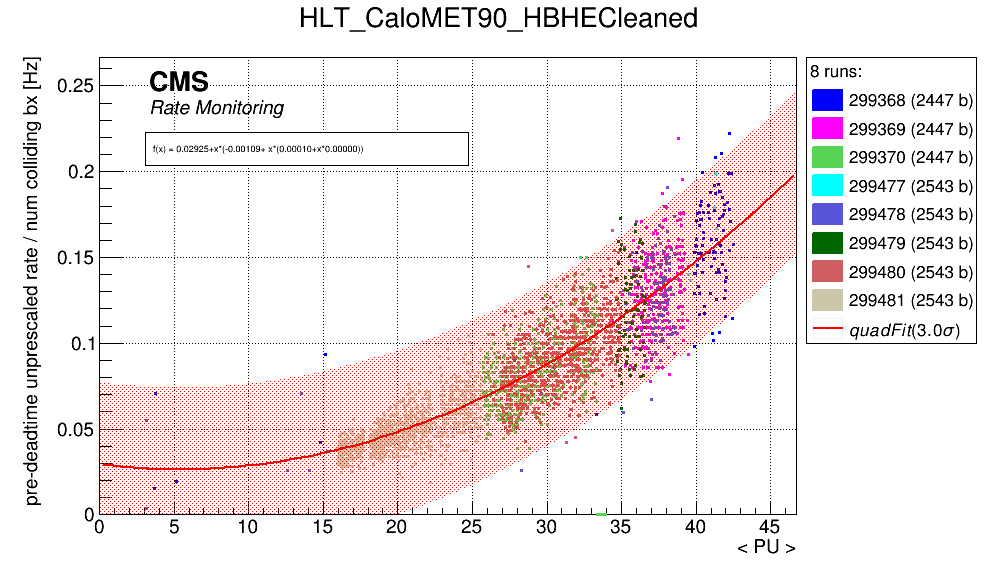 HLT_CaloMET90_HBHECleaned
pre-deadtime unprescaled rate / num colliding bx [Hz]
CMS
Rate Monitoring
f(x) = 0.02925+x*(-0.00109+ x*(0.00010+x*0.00000))
0.25
0.2
0.15
0.1
0.05
0
0 5 10 15 20 25 30 35 40 45
< PU >
8 runs:
299368 (2447 b)
299369 (2447 b)
299370 (2447 b)
299477 (2543 b)
299478 (2543 b)
299479 (2543 b)
299480 (2543 b)
299481 (2543 b)
quadFit(3.0σ)